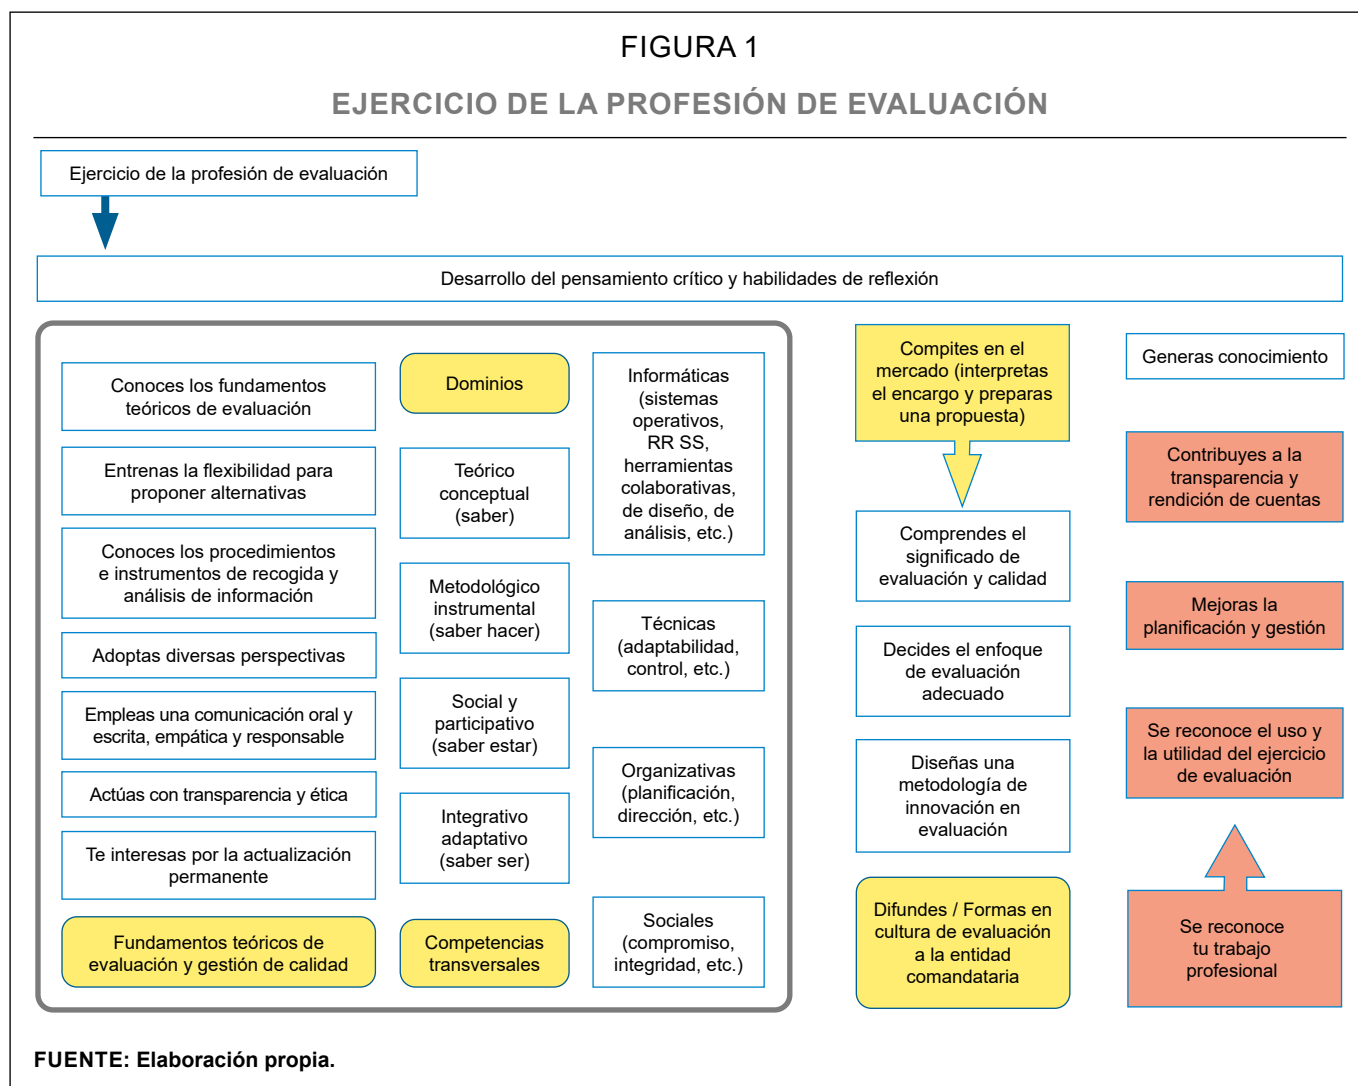 FIGURA 1
EJERCICIO DE LA PROFESIÓN DE EVALUACIÓN
Ejercicio de la profesión de evaluación
Desarrollo del pensamiento crítico y habilidades de reflexión
Conoces los fundamentos
teóricos de evaluación
Entrenas la flexibilidad para
proponer alternativas
Conoces los procedimientos
e instrumentos de recogida y
análisis de información
Adoptas diversas perspectivas
Empleas una comunicación oral y
escrita, empática y responsable
Actúas con transparencia y ética
Te interesas por la actualización
permanente
Fundamentos teóricos de
evaluación y gestión de calidad
Dominios
Teórico
conceptual
(saber)
Metodológico
instrumental
(saber hacer)
Social y
participativo
(saber estar)
Integrativo
adaptativo
(saber ser)
Competencias
transversales
Informáticas
(sistemas
operativos,
RR SS,
herramientas
colaborativas,
de diseño, de
análisis, etc.)
Técnicas
(adaptabilidad,
control, etc.)
Organizativas
(planificación,
dirección, etc.)
Sociales
(compromiso,
integridad, etc.)
Compites en el
mercado (interpretas
el encargo y preparas
una propuesta)
Comprendes el
significado de
evaluación y calidad
Decides el enfoque
de evaluación
adecuado
Diseñas una
metodología de
innovación en
evaluación
Difundes / Formas en
cultura de evaluación
a la entidad
comandataria
Generas conocimiento
Contribuyes a la
transparencia y
rendición de cuentas
Mejoras la
planificación y gestión
Se reconoce el uso y
la utilidad del ejercicio
de evaluación
Se reconoce
tu trabajo
profesional
FUENTE: Elaboración propia.